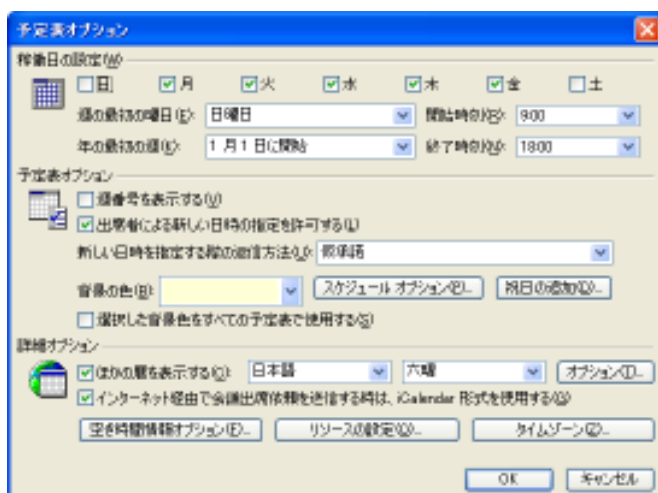 予定表オプション
稼働日の設定(W)
日 月 火 水 木 金 土
週の最初の曜日(E): 日曜日 開始時刻(R): 9:00
年の最初の週(K): 1 月 1 日に開始 終了時刻(N): 18:00
予定表オプション
週番号を表示する(V)
出席者による新しい日時の指定を許可する(L)
新しい日時を指定する際の返信方法(U): 仮承諾
背景の色(B): スケジュール オプション(P)... 祝日の追加(D)...
選択した背景色をすべての予定表で使用する(S)
詳細オプション
ほかの暦を表示する(C): 日本語 六曜 オプション(T)...
インターネット経由で会議出席依頼を送信する時は、iCalendar 形式を使用する(G)
空き時間情報オプション(F)... リソースの設定(O)... タイムゾーン(Z)...
OK キャンセル